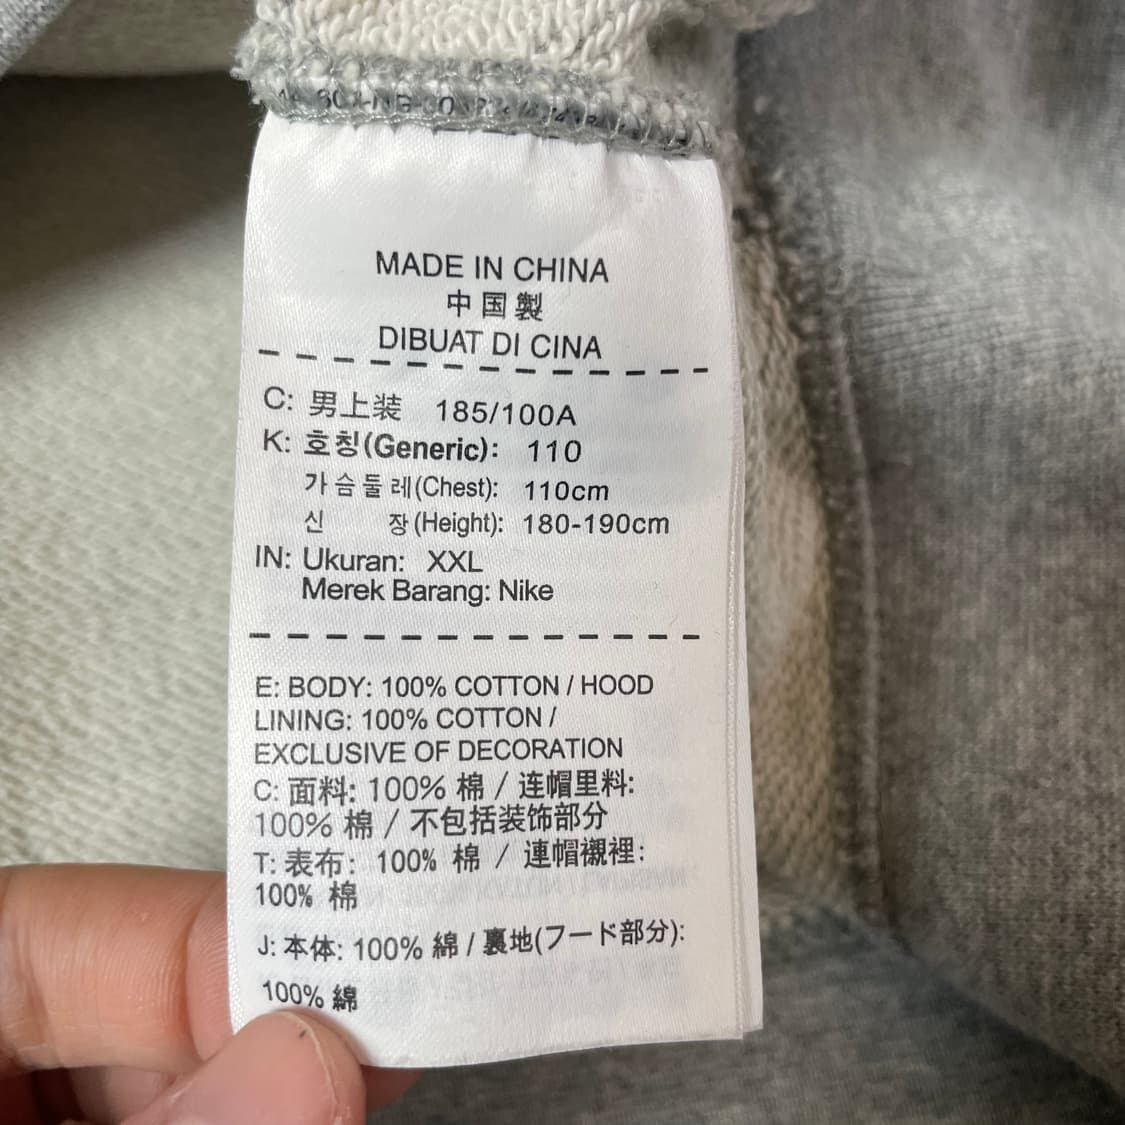 MADE IN CHINA
中国製
DIBUAT DI CINA
C: 男上装 185/100A
K: 호칭(Generic): 110
가슴둘레(Chest): 110cm
신 장(Height): 180-190cm
IN: Ukuran: XXL
Merek Barang: Nike
E: BODY: 100% COTTON / HOOD
LINING: 100% COTTON /
EXCLUSIVE OF DECORATION
C: 面料: 100% 棉 / 连帽里料:
100% 棉 / 不包括装饰部分
T: 表布: 100% 棉 / 連帽襯裡:
100% 棉
J: 本体: 100% 綿 / 裏地(フード部分):
100% 綿